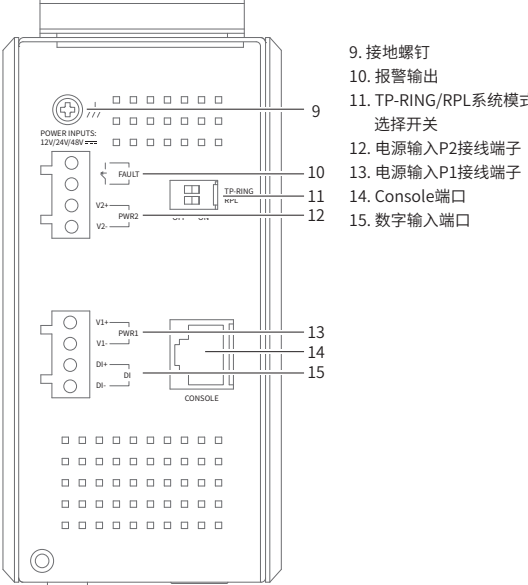 9. 接地螺钉
10. 报警输出
11. TP-RING/RPL系统模式
选择开关
12. 电源输入P2接线端子
13. 电源输入P1接线端子
14. Console端口
15. 数字输入端口
POWER INPUTS:
12V/24V/48V
FAULT
V2+
PWR2
V2-
TP-RING
RPL
OFF ON
9
10
11
12
V1+
PWR1
V1-
DI+
DI
DI-
CONSOLE
13
14
15